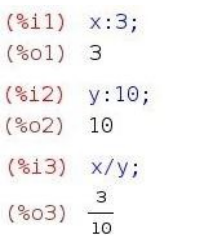 (%i1) x:3;
(%o1) 3
(%i2) y:10;
(%o2) 10
(%i3) x/y;
(%o3) 3/10